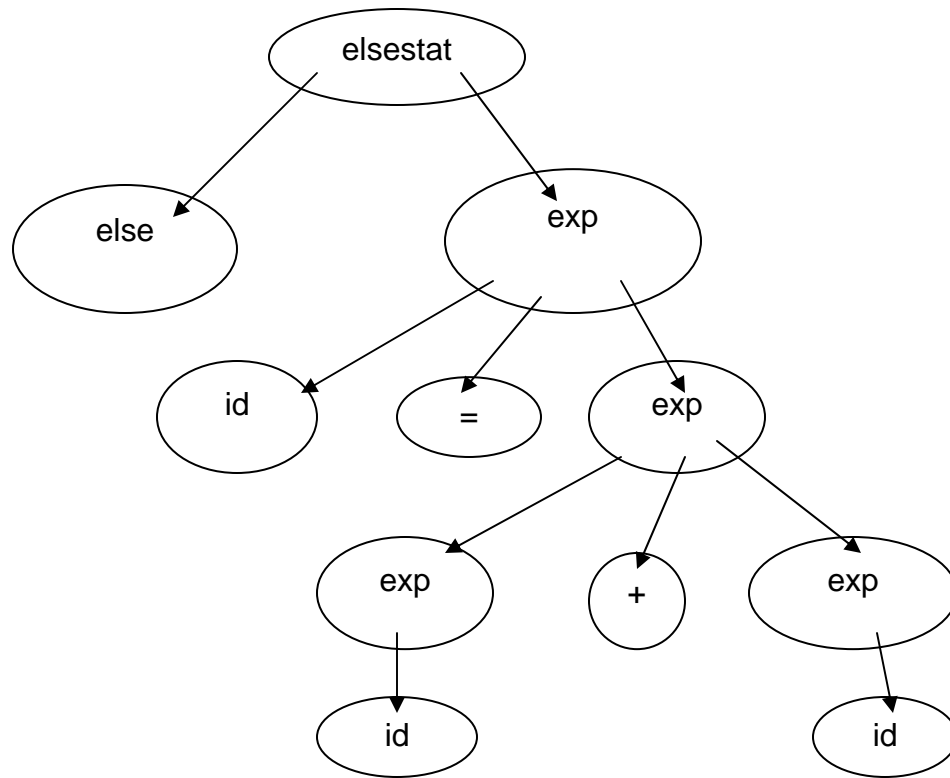 elsestat
else
exp
id
=
exp
exp
+
exp
id
id